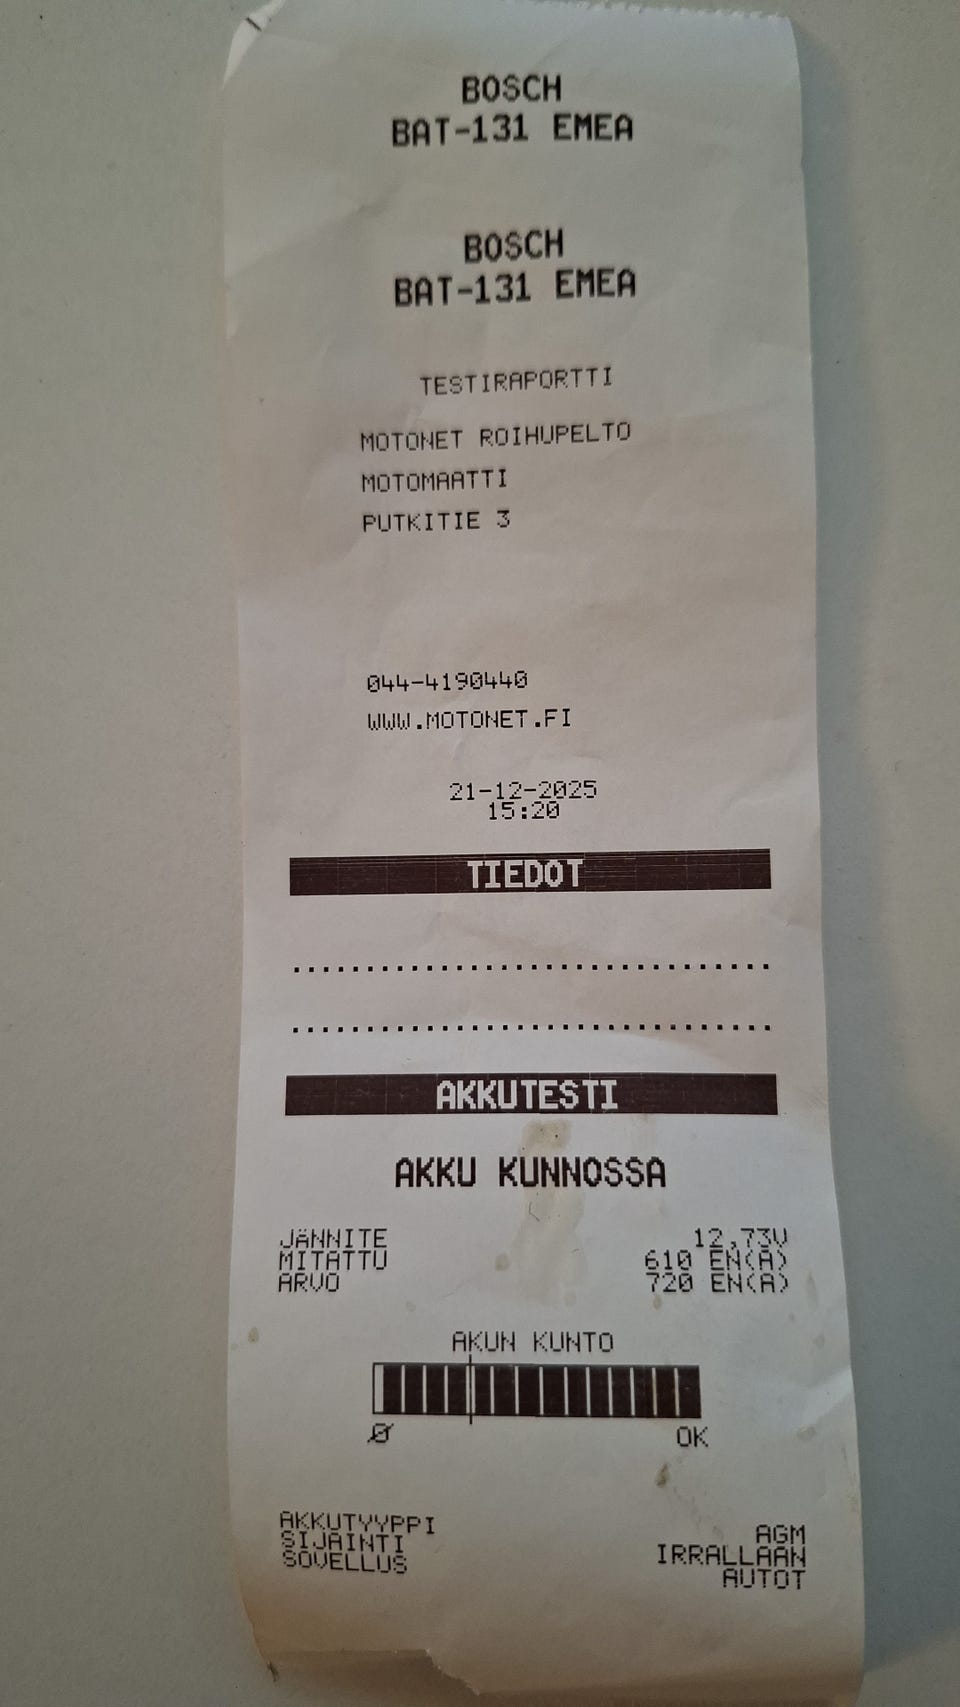 BOSCH
BAT-131 EMEA
BOSCH
BAT-131 EMEA
TESTIRAPORTTI
MOTONET ROIHUPELTO
MOTOMAATTI
PUTKITIE 3
044-4190440
WWW.MOTONET.FI
21-12-2025
15:20
TIEDOT
................................
................................
AKKUTESTI
AKKU KUNNOSSA
JÄNNITE 12,73V
MITATTU 610 EN(A)
ARVO 720 EN(A)
AKUN KUNTO
0 OK
AKKUTYYPPI AGM
SIJAINTI IRRALLAAN
SOVELLUS AUTOT